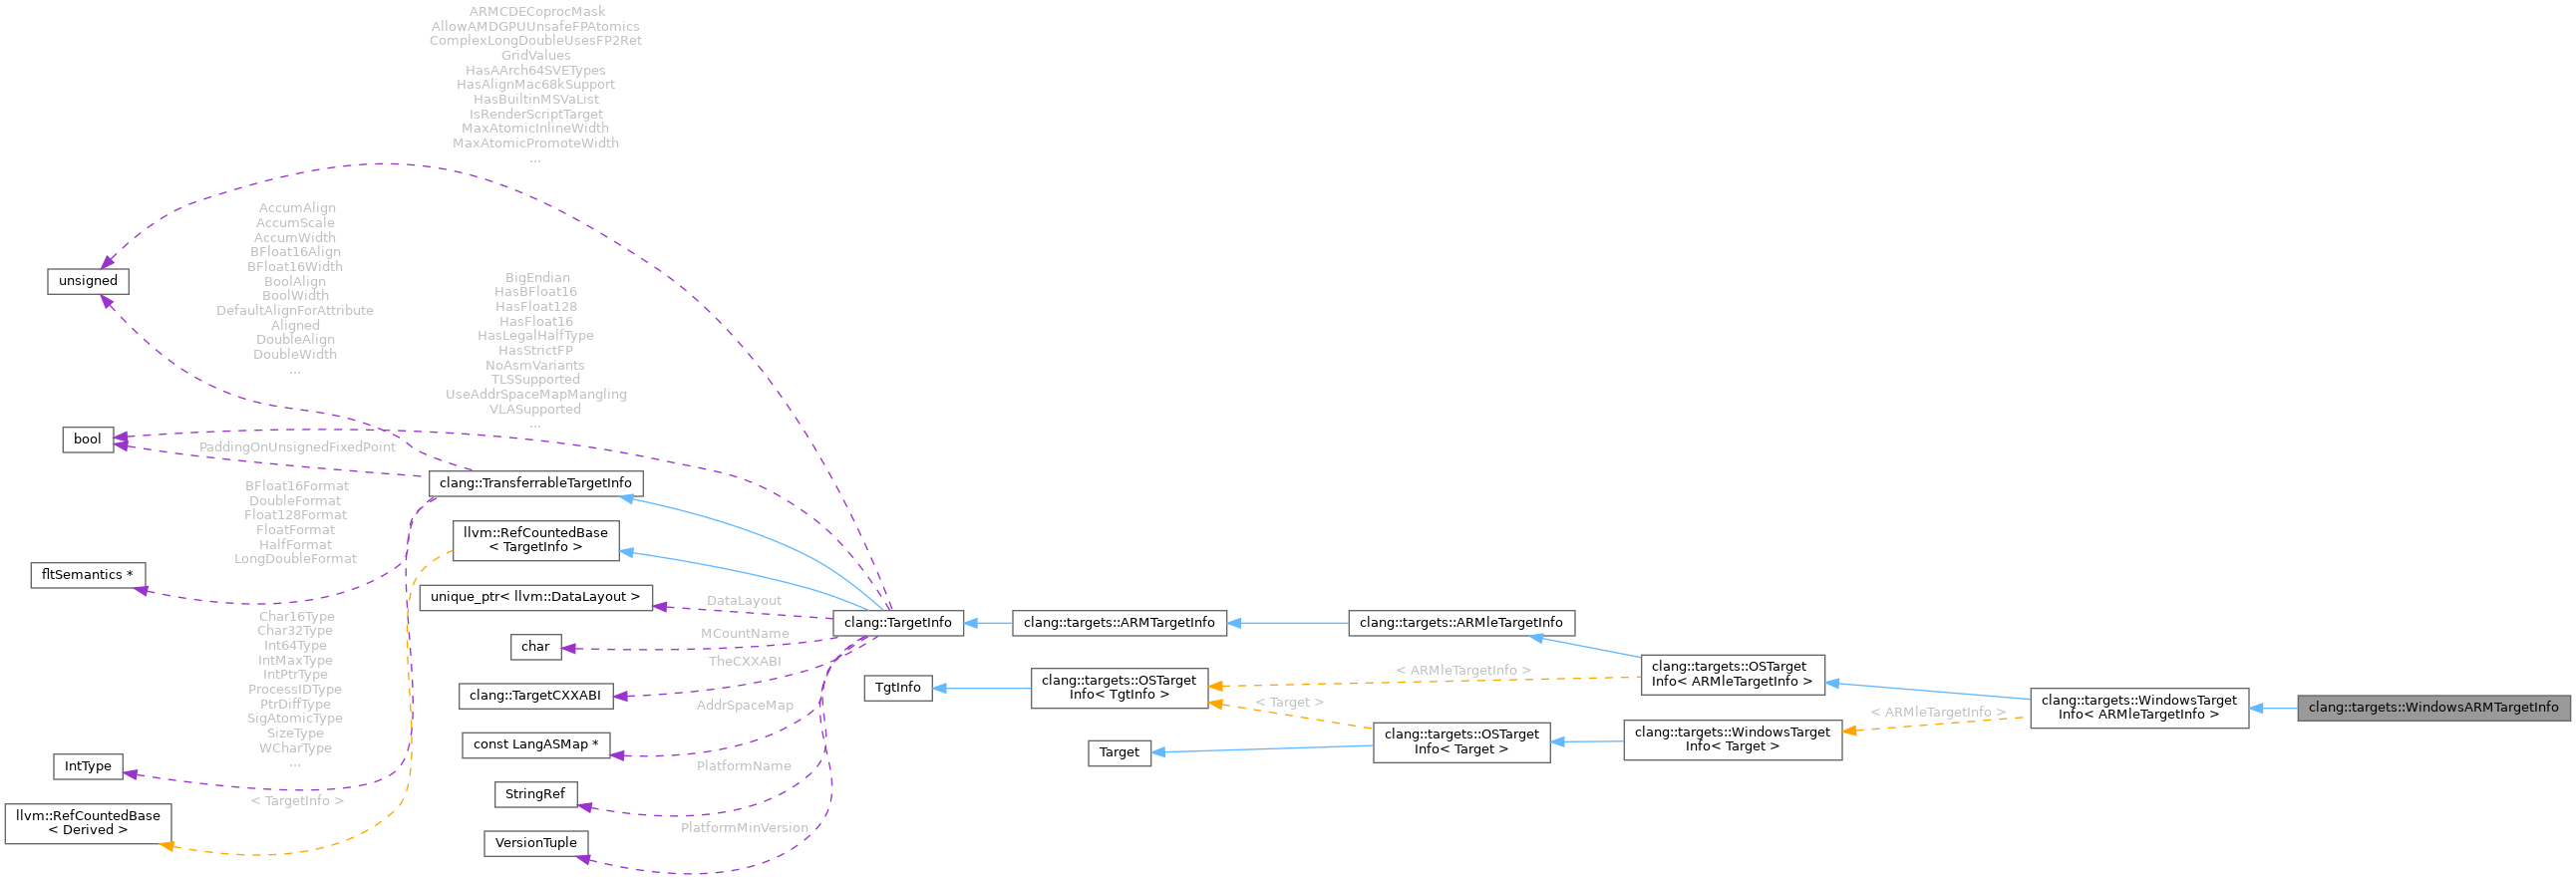 ARMCDECoprocMask
AllowAMDGPUUnsafeFPAtomics
ComplexLongDoubleUsesFP2Ret
GridValues
HasAArch64SVETypes
HasAlignMac68kSupport
HasBuiltinMSVaList
IsRenderScriptTarget
MaxAtomicInlineWidth
MaxAtomicPromoteWidth
...
AccumAlign
AccumScale
AccumWidth
BFloat16Align
BFloat16Width
BoolAlign
BoolWidth
DefaultAlignForAttribute
Aligned
DoubleAlign
DoubleWidth
...
unsigned
BigEndian
HasBFloat16
HasFloat128
HasFloat16
HasLegalHalfType
HasStrictFP
NoAsmVariants
TLSSupported
UseAddrSpaceMapMangling
VLASupported
...
bool
PaddingOnUnsignedFixedPoint
clang::TransferrableTargetInfo
BFloat16Format
DoubleFormat
Float128Format
FloatFormat
HalfFormat
LongDoubleFormat
llvm::RefCountedBase
< TargetInfo >
fltSemantics *
unique_ptr< llvm::DataLayout >
DataLayout
Char16Type
Char32Type
Int64Type
IntMaxType
IntPtrType
ProcessIDType
PtrDiffType
SigAtomicType
SizeType
WCharType
...
char
MCountName
TheCXXABI
clang::TargetCXXABI
AddrSpaceMap
const LangASMap *
PlatformName
IntType
StringRef
< TargetInfo >
llvm::RefCountedBase
< Derived >
PlatformMinVersion
VersionTuple
clang::TargetInfo
clang::targets::ARMTargetInfo
clang::targets::ARMleTargetInfo
TgtInfo
clang::targets::OSTarget
Info< TgtInfo >
< ARMleTargetInfo >
< Target >
clang::targets::OSTarget
Info< ARMleTargetInfo >
Target
clang::targets::OSTarget
Info< Target >
clang::targets::WindowsTarget
Info< Target >
< ARMleTargetInfo >
clang::targets::WindowsTarget
Info< ARMleTargetInfo >
clang::targets::WindowsARMTargetInfo